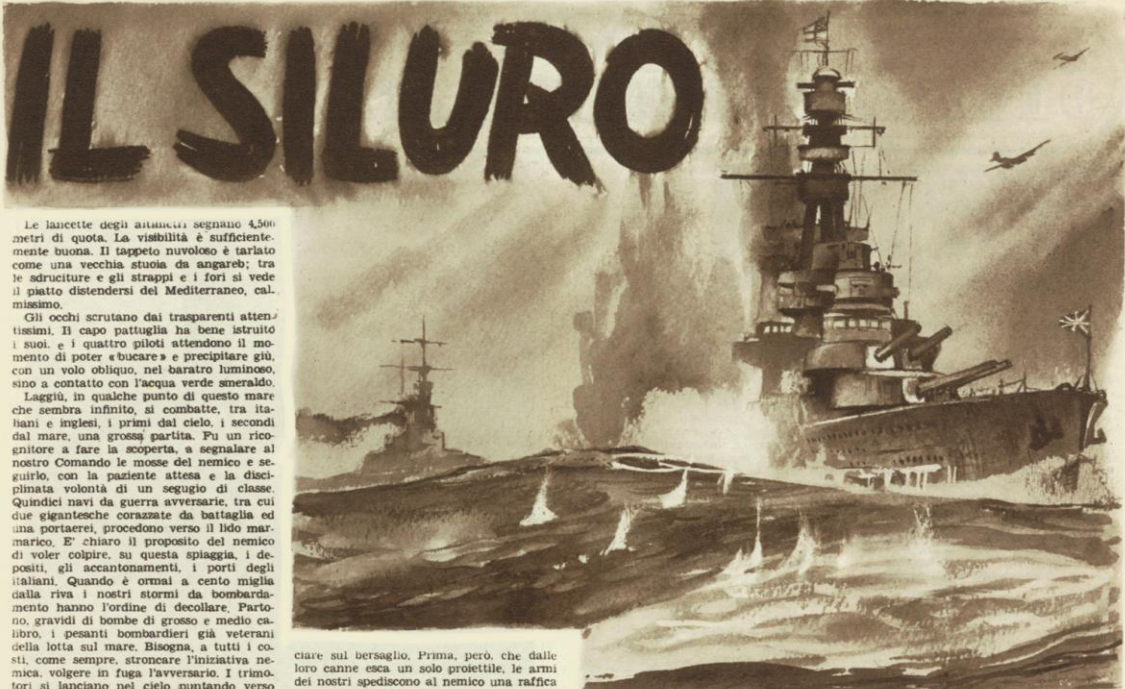 IL SILURO
Le lancette degli altimetri segnano 4.500
metri di quota. La visibilità è sufficiente-
mente buona. Il tappeto nuvoloso è tarlato
come una vecchia stuoia da angareb; tra
le sdruciture e gli strappi e i fori si vede
il piatto distendersi del Mediterraneo, cal-
missimo.
Gli occhi scrutano dai trasparenti atten-
tissimi. Il capo pattuglia ha bene istruito
i suoi, e i quattro piloti attendono il mo-
mento di poter «bucare» e precipitare giù,
con un volo obliquo, nel baratro luminoso,
sino a contatto con l'acqua verde smeraldo.
Laggiù, in qualche punto di questo mare
che sembra infinito, si combatte, tra ita-
liani e inglesi, i primi dal cielo, i secondi
dal mare, una grossa partita. Fu un rico-
gnitore a fare la scoperta, a segnalare al
nostro Comando le mosse del nemico e se-
guirlo, con la paziente attesa e la disci-
plinata volontà di un segugio di classe.
Quindici navi da guerra avversarie, tra cui
due gigantesche corazzate da battaglia ed
una portaerei, procedono verso il lido mar-
marico. E' chiaro il proposito del nemico
di voler colpire, su questa spiaggia, i de-
positi, gli accantonamenti, i porti degli
italiani. Quando è ormai a cento miglia
dalla riva i nostri stormi da bombarda-
mento hanno l'ordine di decollare. Parto-
no, gravidi di bombe di grosso e medio ca-
libro, i pesanti bombardieri già veterani
della lotta sul mare. Bisogna, a tutti i co-
sti, come sempre, stroncare l'iniziativa ne-
mica, volgere in fuga l'avversario. I trimo-
tori si lanciano nel cielo puntando verso
ciare sul bersaglio. Prima, però, che dalle
loro canne esca un solo proiettile, le armi
dei nostri spediscono al nemico una raffica